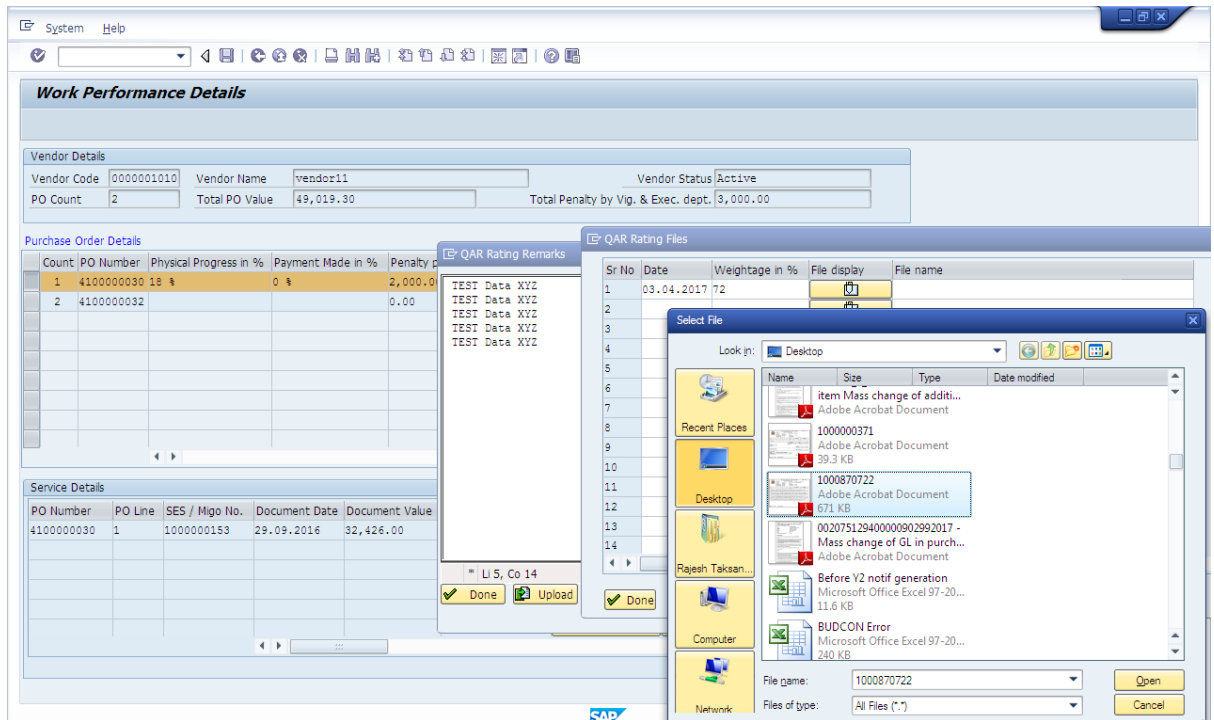 System Help
Work Performance Details
Vendor Details
Vendor Code 0000001010 Vendor Name vendor11 Vendor Status Active
PO Count 2 Total PO Value 49,019.30 Total Penalty by Vig. & Exec. dept. 3,000.00
Purchase Order Details
Count PO Number Physical Progress in % Payment Made in % Penalty p
1 4100000030 18 % 0 % 2,000.00
2 4100000032 0.00
Service Details
PO Number PO Line SES / Migo No. Document Date Document Value
4100000030 1 1000000153 29.09.2016 32,426.00
QAR Rating Remarks
TEST Data XYZ
TEST Data XYZ
TEST Data XYZ
TEST Data XYZ
TEST Data XYZ
* Li 5, Co 14
Done Upload
QAR Rating Files
Sr No Date Weightage in % File display File name
1 03.04.2017 72
2
3
4
5
6
7
8
9
10
11
12
13
14
Done
Select File
Look in: Desktop
Recent Places
Desktop
Rajesh Taksan...
Computer
Network
Name Size Type Date modified
item Mass change of additi...
Adobe Acrobat Document
1000000371
Adobe Acrobat Document
39.3 KB
1000870722
Adobe Acrobat Document
671 KB
002075129400000902992017 -
Mass change of GL in purch...
Adobe Acrobat Document
Before Y2 notif generation
Microsoft Office Excel 97-20...
11.6 KB
BUDCON Error
Microsoft Office Excel 97-20...
240 KB
File name: 1000870722 Open
Files of type: All Files (*.*) Cancel
SAP